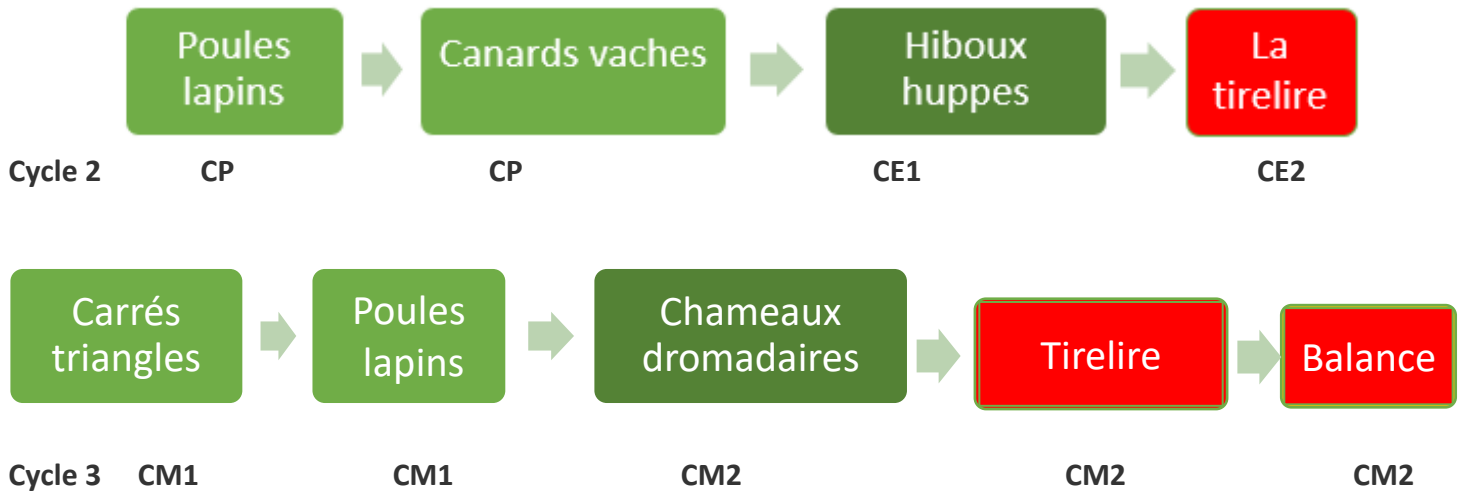 Poules
lapins
Canards vaches
Hiboux
huppes
La
tirelire
Cycle 2 CP CP CE1 CE2
Carrés
triangles
Poules
lapins
Chameaux
dromadaires
Tirelire
Balance
Cycle 3 CM1 CM1 CM2 CM2 CM2